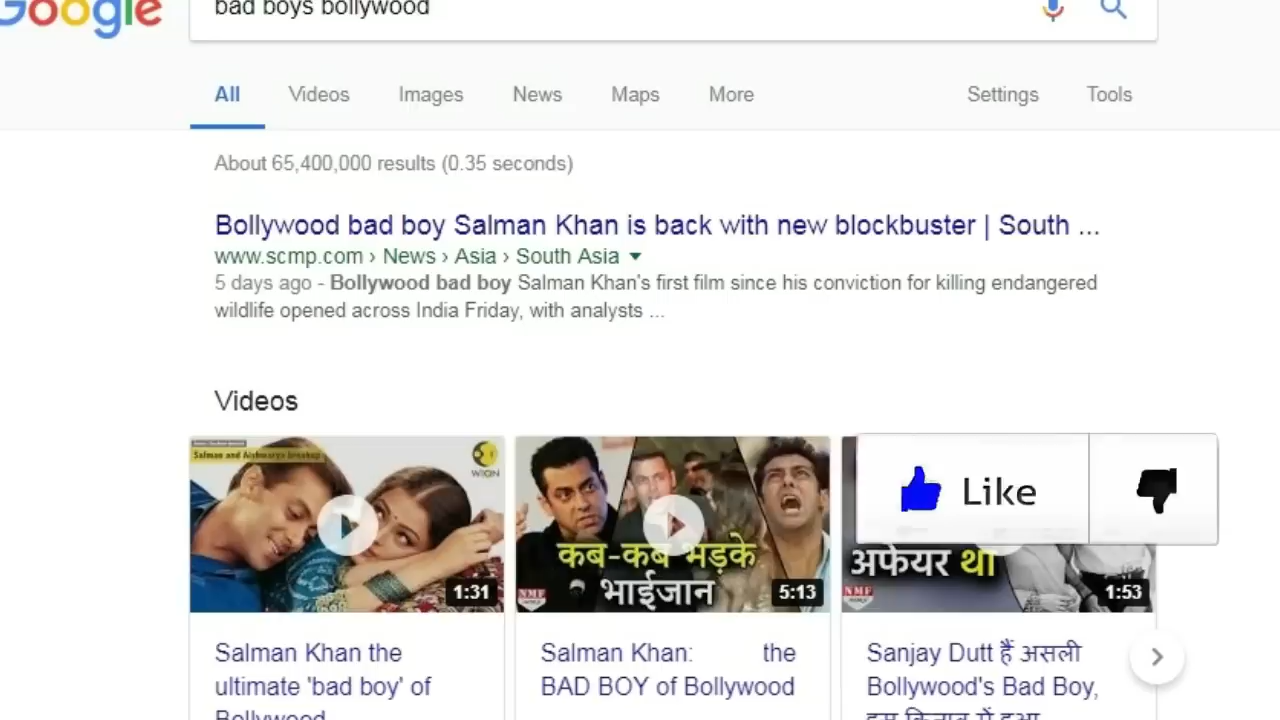 Google
bad boys bollywood
All Videos Images News Maps More Settings Tools
About 65,400,000 results (0.35 seconds)
Bollywood bad boy Salman Khan is back with new blockbuster | South ...
www.scmp.com › News › Asia › South Asia
5 days ago - Bollywood bad boy Salman Khan's first film since his conviction for killing endangered
wildlife opened across India Friday, with analysts ...
Videos
Salman and Aishwarya breakup
WION
1:31
कब-कब भड़के
भाईजान
NMF
5:13
Like
अफेयर था
NMF
1:53
Salman Khan the
ultimate 'bad boy' of
Bollywood
Salman Khan: the
BAD BOY of Bollywood
Sanjay Dutt हैं असली
Bollywood's Bad Boy,
इस किताब में हुआ